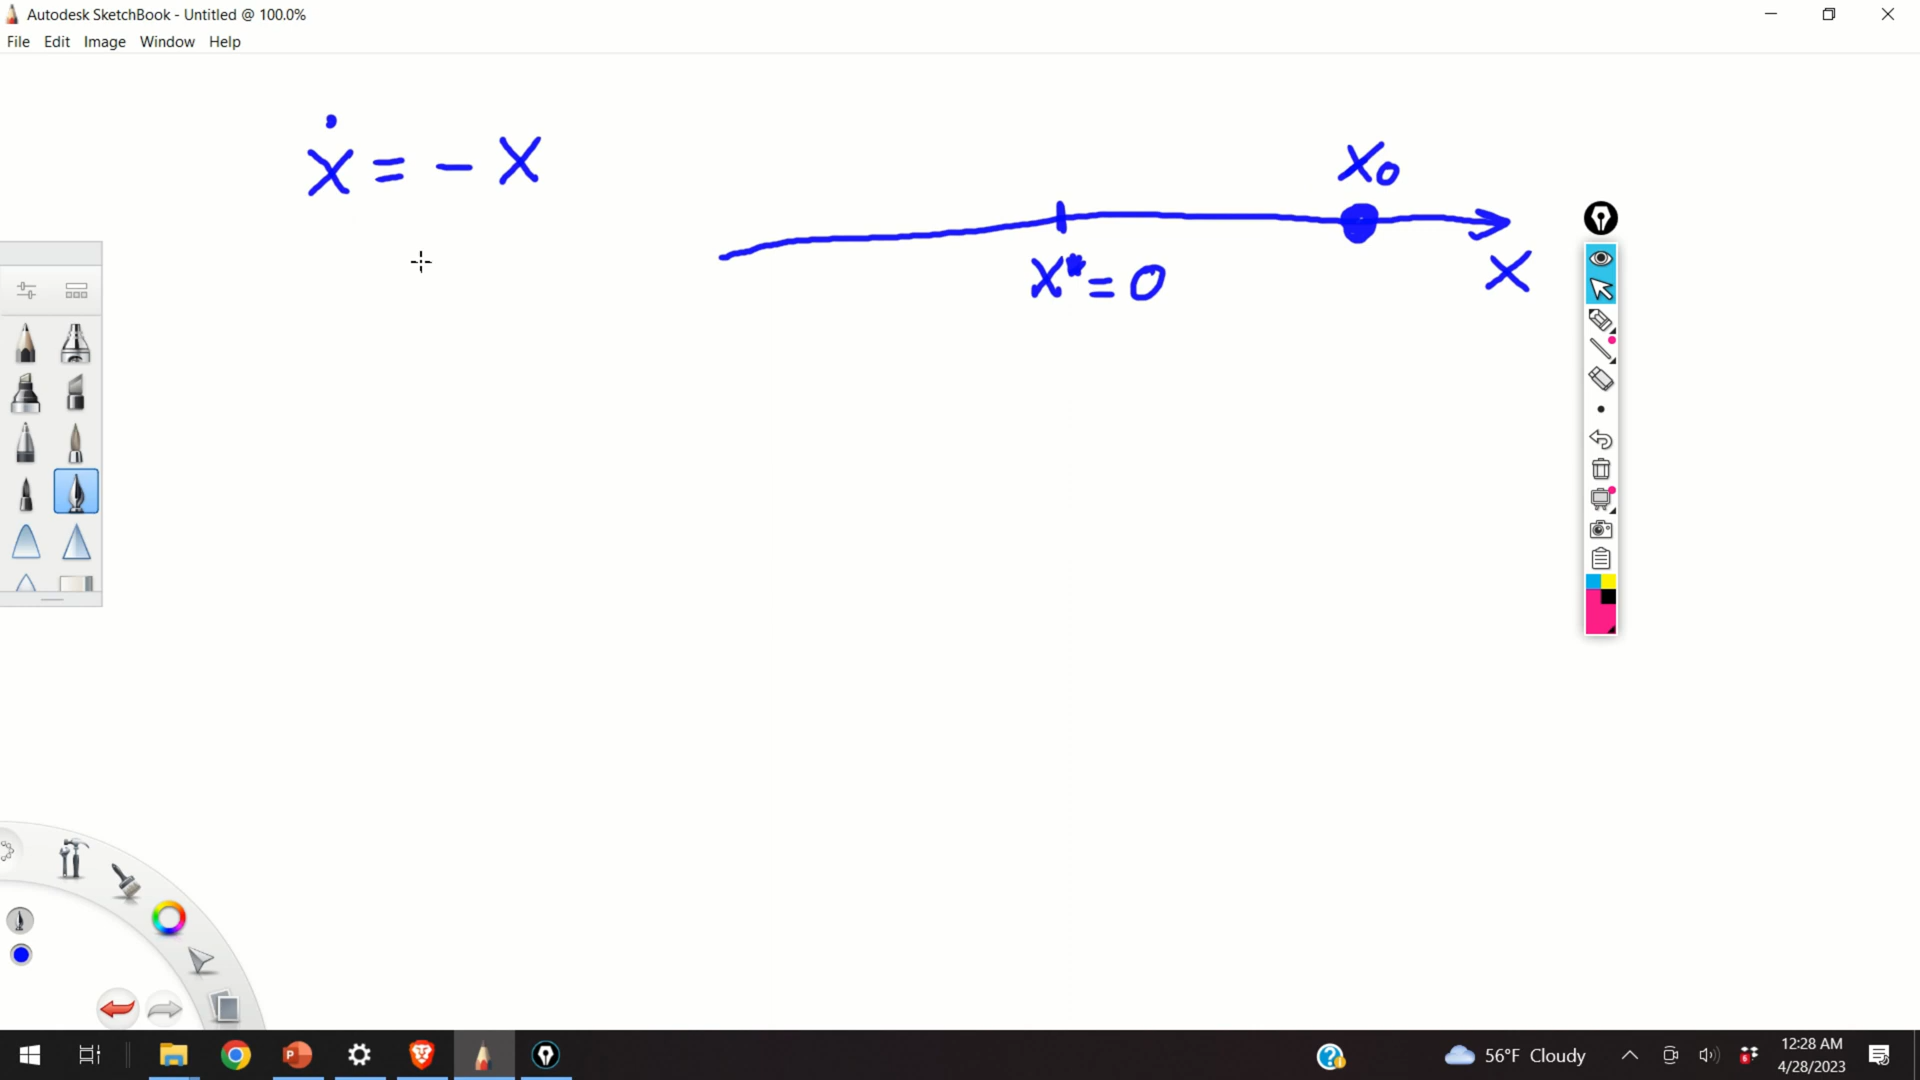 Autodesk SketchBook - Untitled @ 100.0%
File Edit Image Window Help
ẋ = - x
x₀
x* = 0
x
56°F Cloudy
12:28 AM
4/28/2023